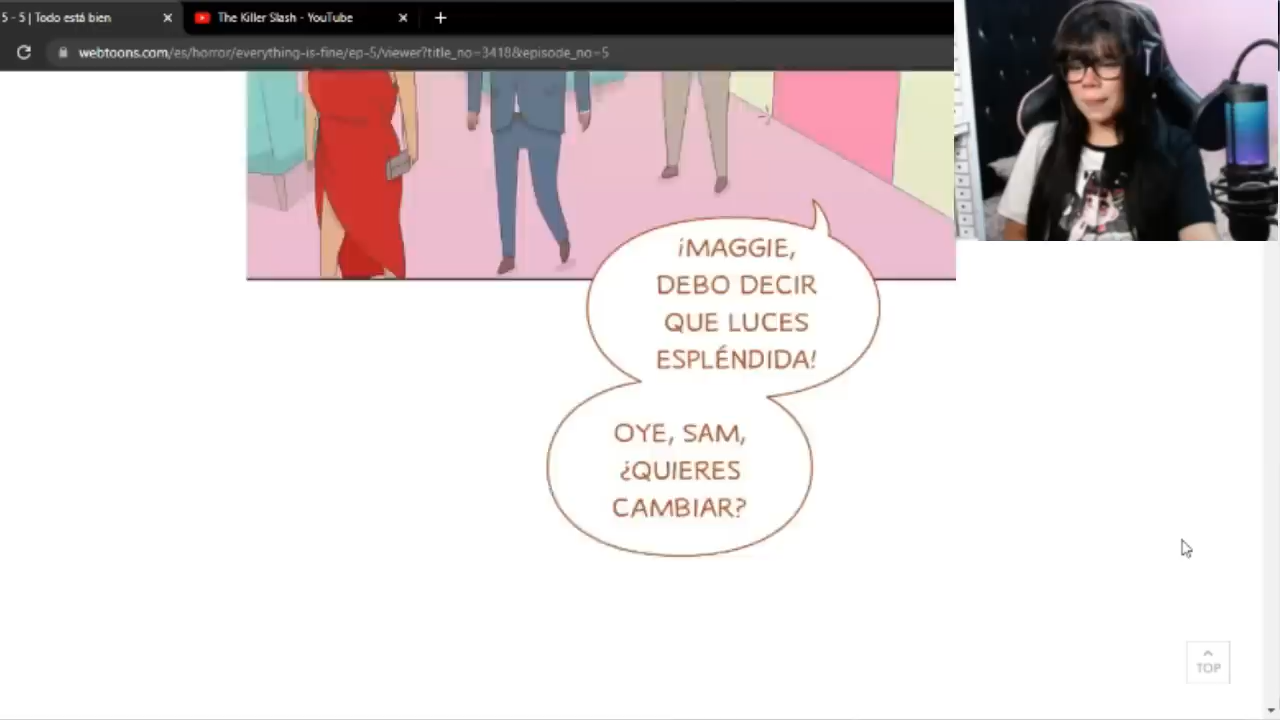 5 - 5 | Todo está bien
The Killer Slash - YouTube
webtoons.com/es/horror/everything-is-fine/ep-5/viewer?title_no=3418&episode_no=5
¡MAGGIE,
DEBO DECIR
QUE LUCES
ESPLÉNDIDA!
OYE, SAM,
¿QUIERES
CAMBIAR?
TOP